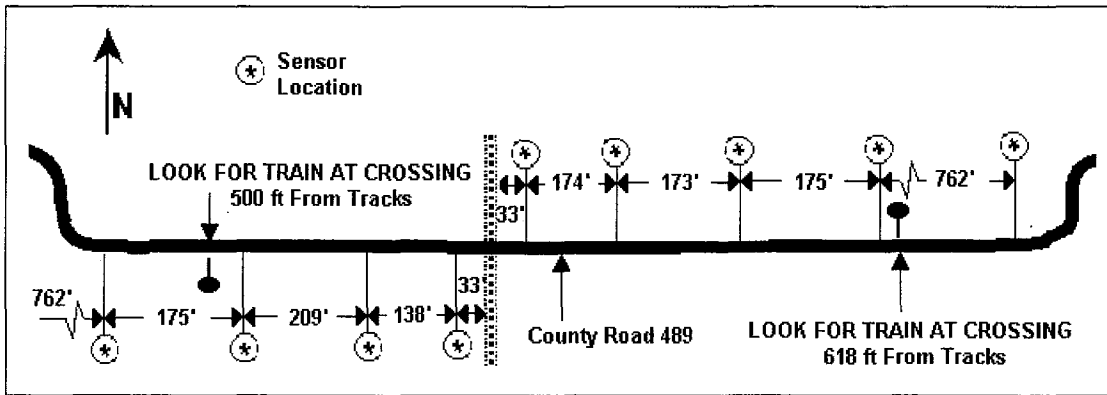 Sensor
Location
N
LOOK FOR TRAIN AT CROSSING
500 ft From Tracks
33'
174'
173'
175'
762'
762'
175'
209'
138'
33'
County Road 489
LOOK FOR TRAIN AT CROSSING
618 ft From Tracks